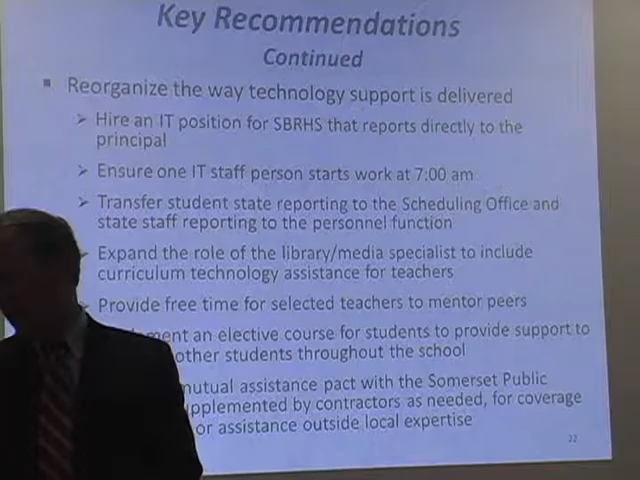 Key Recommendations
Continued
Reorganize the way technology support is delivered
Hire an IT position for SBRHS that reports directly to the
principal
Ensure one IT staff person starts work at 7:00 am
Transfer student state reporting to the Scheduling Office and
state staff reporting to the personnel function
Expand the role of the library/media specialist to include
curriculum technology assistance for teachers
Provide free time for selected teachers to mentor peers
an elective course for students to provide support to
other students throughout the school
mutual assistance pact with the Somerset Public
by contractors as needed, for coverage
or assistance outside local expertise
22